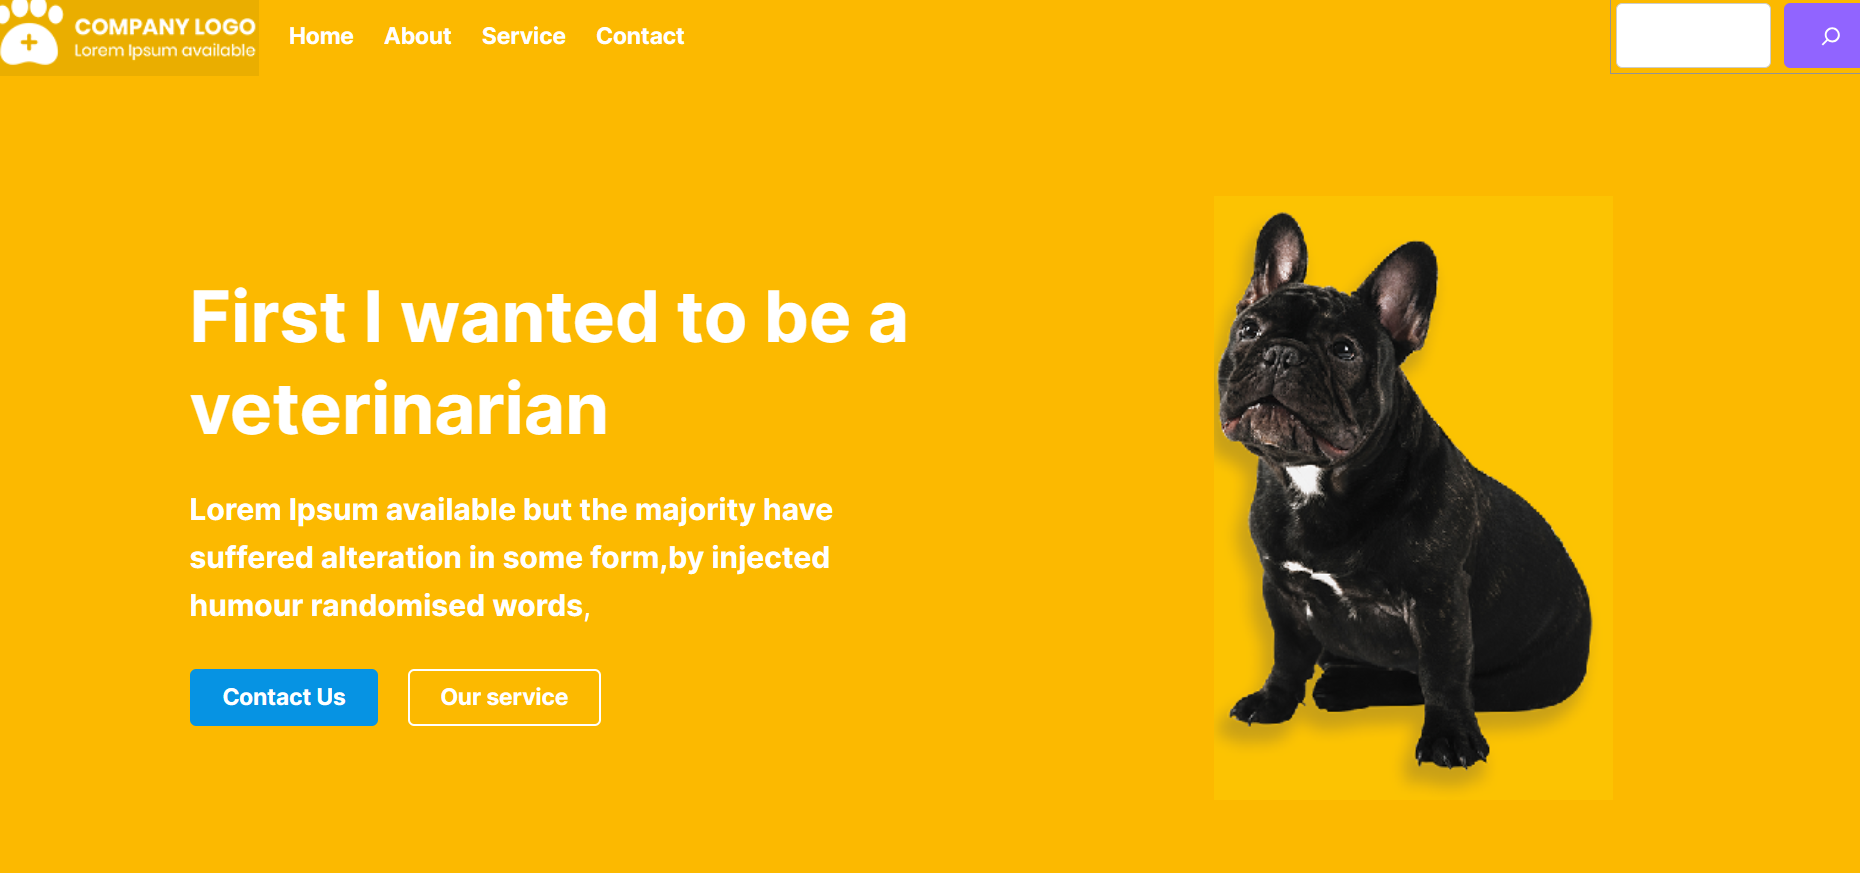 COMPANY LOGO
Lorem Ipsum available
Home About Service Contact
First I wanted to be a
veterinarian
Lorem Ipsum available but the majority have
suffered alteration in some form,by injected
humour randomised words,
Contact Us Our service